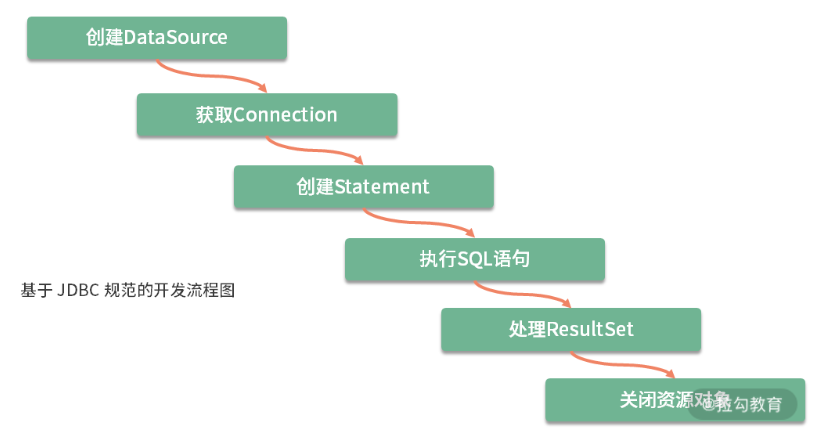 创建DataSource
获取Connection
创建Statement
执行SQL语句
基于 JDBC 规范的开发流程图
处理ResultSet
关闭资源对象
@拉勾教育